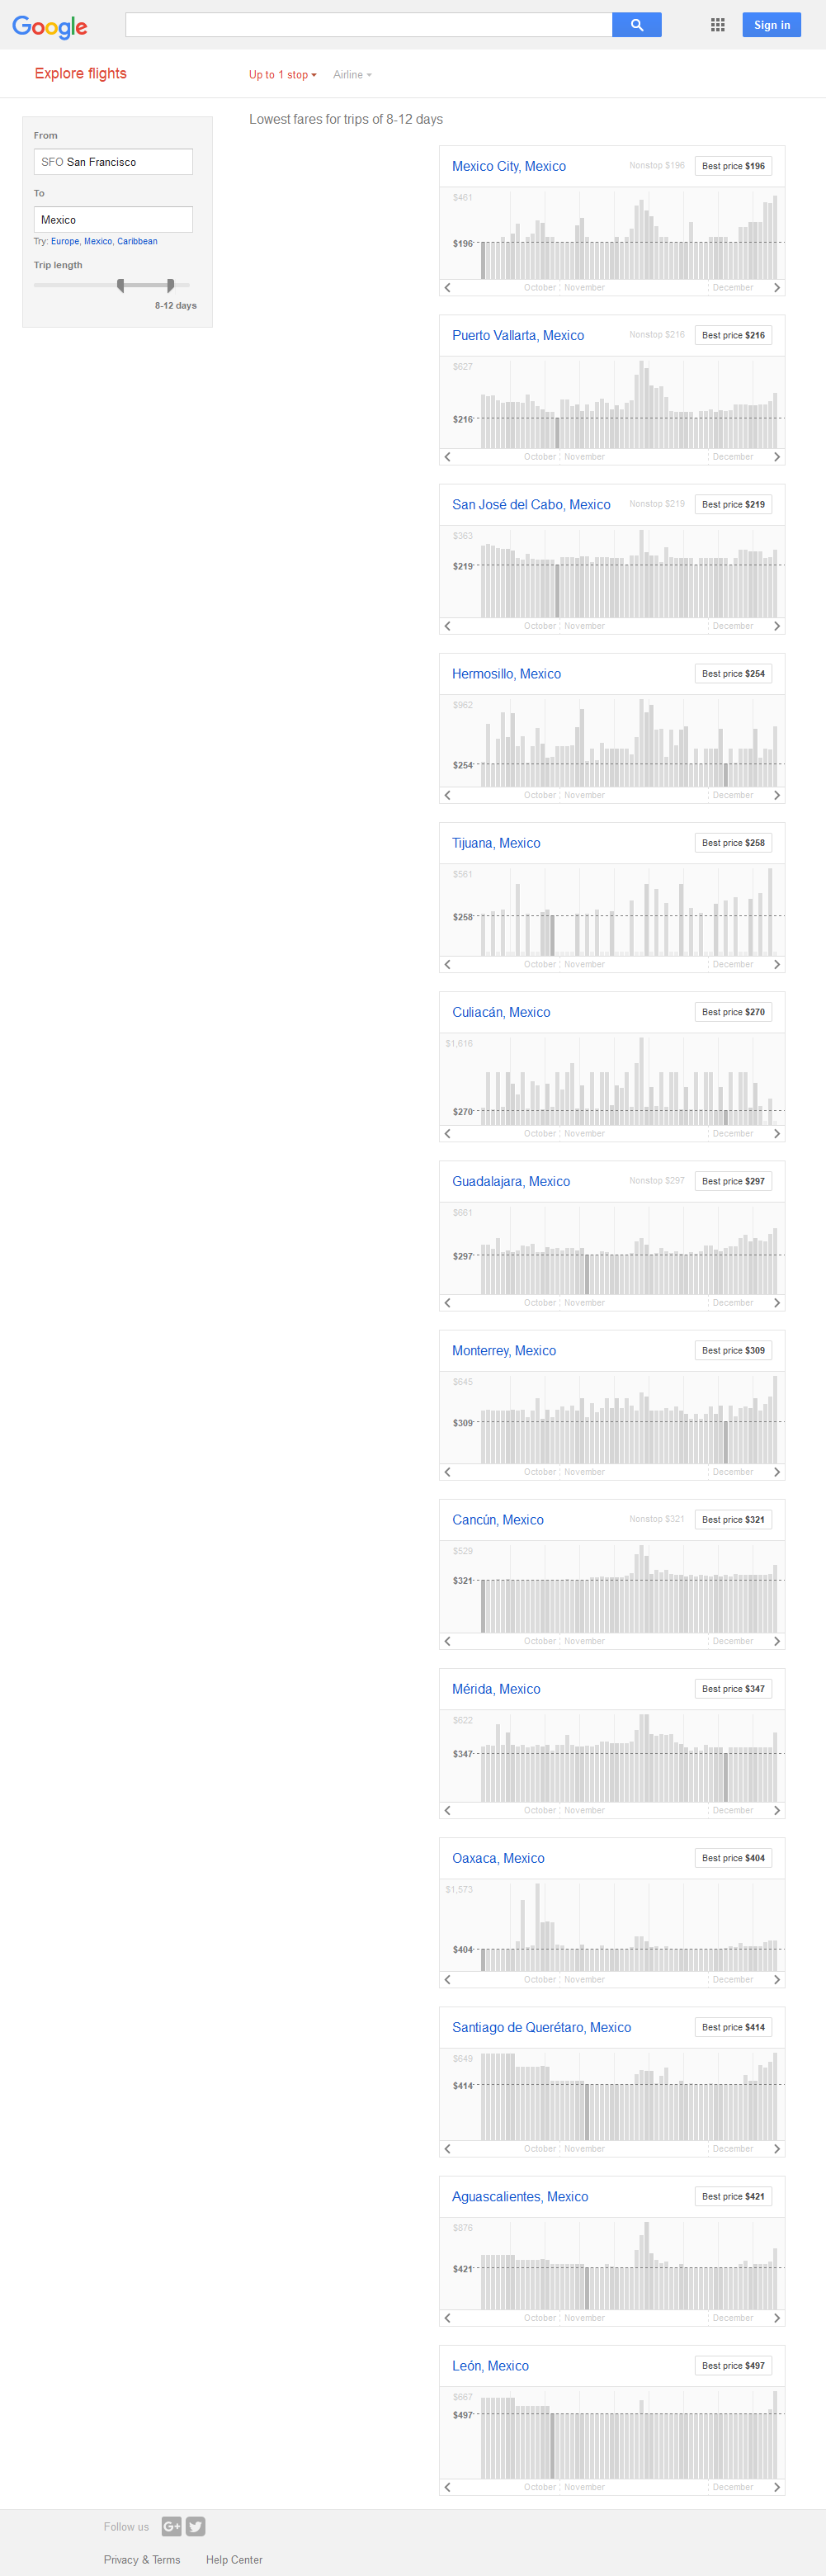 Google
Sign in
Explore flights
Up to 1 stop
Airline
From
SFO San Francisco
To
Mexico
Try: Europe, Mexico, Caribbean
Trip length
8-12 days
Lowest fares for trips of 8-12 days
Mexico City, Mexico Nonstop $196 Best price $196
$461
$196
October November December
Puerto Vallarta, Mexico Nonstop $216 Best price $216
$627
$216
October November December
San José del Cabo, Mexico Nonstop $219 Best price $219
$363
$219
October November December
Hermosillo, Mexico Best price $254
$962
$254
October November December
Tijuana, Mexico Best price $258
$561
$258
October November December
Culiacán, Mexico Best price $270
$1,616
$270
October November December
Guadalajara, Mexico Nonstop $297 Best price $297
$661
$297
October November December
Monterrey, Mexico Best price $309
$645
$309
October November December
Cancún, Mexico Nonstop $321 Best price $321
$529
$321
October November December
Mérida, Mexico Best price $347
$622
$347
October November December
Oaxaca, Mexico Best price $404
$1,573
$404
October November December
Santiago de Querétaro, Mexico Best price $414
$649
$414
October November December
Aguascalientes, Mexico Best price $421
$876
$421
October November December
León, Mexico Best price $497
$667
$497
October November December
Follow us G+
Privacy & Terms Help Center